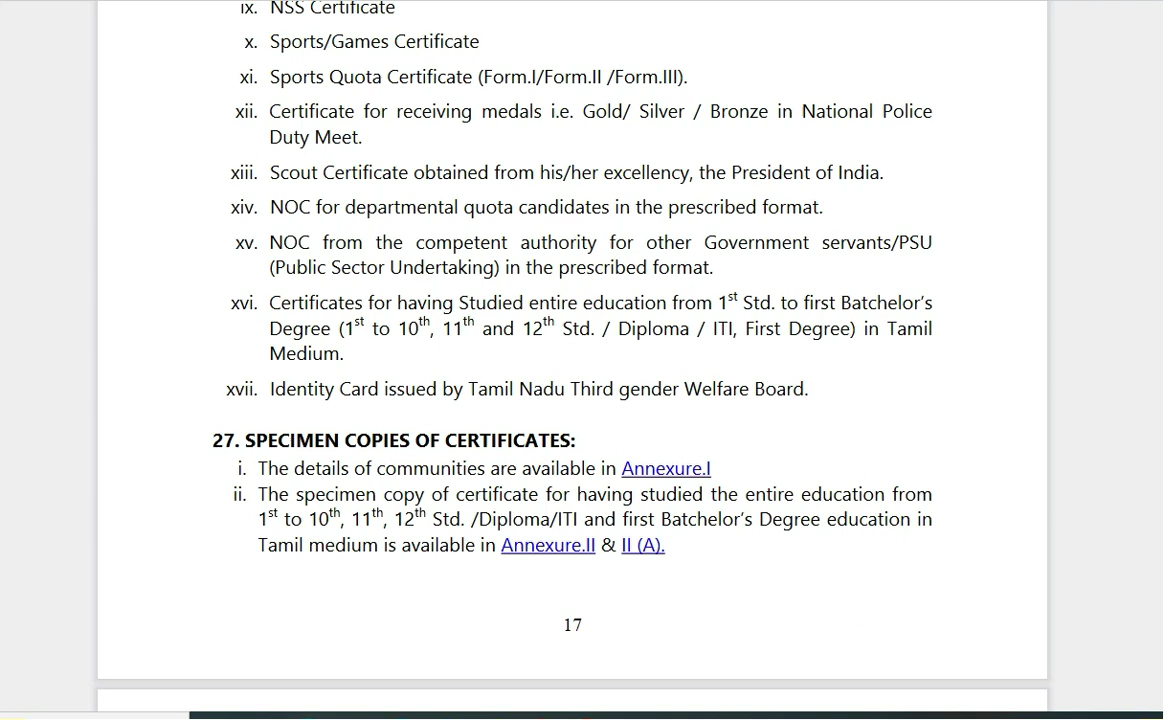 ix. NSS Certificate
x. Sports/Games Certificate
xi. Sports Quota Certificate (Form.I/Form.II /Form.III).
xii. Certificate for receiving medals i.e. Gold/ Silver / Bronze in National Police
Duty Meet.
xiii. Scout Certificate obtained from his/her excellency, the President of India.
xiv. NOC for departmental quota candidates in the prescribed format.
xv. NOC from the competent authority for other Government servants/PSU
(Public Sector Undertaking) in the prescribed format.
xvi. Certificates for having Studied entire education from 1st Std. to first Batchelor's
Degree (1st to 10th, 11th and 12th Std. / Diploma / ITI, First Degree) in Tamil
Medium.
xvii. Identity Card issued by Tamil Nadu Third gender Welfare Board.
27. SPECIMEN COPIES OF CERTIFICATES:
i. The details of communities are available in Annexure.I
ii. The specimen copy of certificate for having studied the entire education from
1st to 10th, 11th, 12th Std. /Diploma/ITI and first Batchelor's Degree education in
Tamil medium is available in Annexure.II & II (A).
17